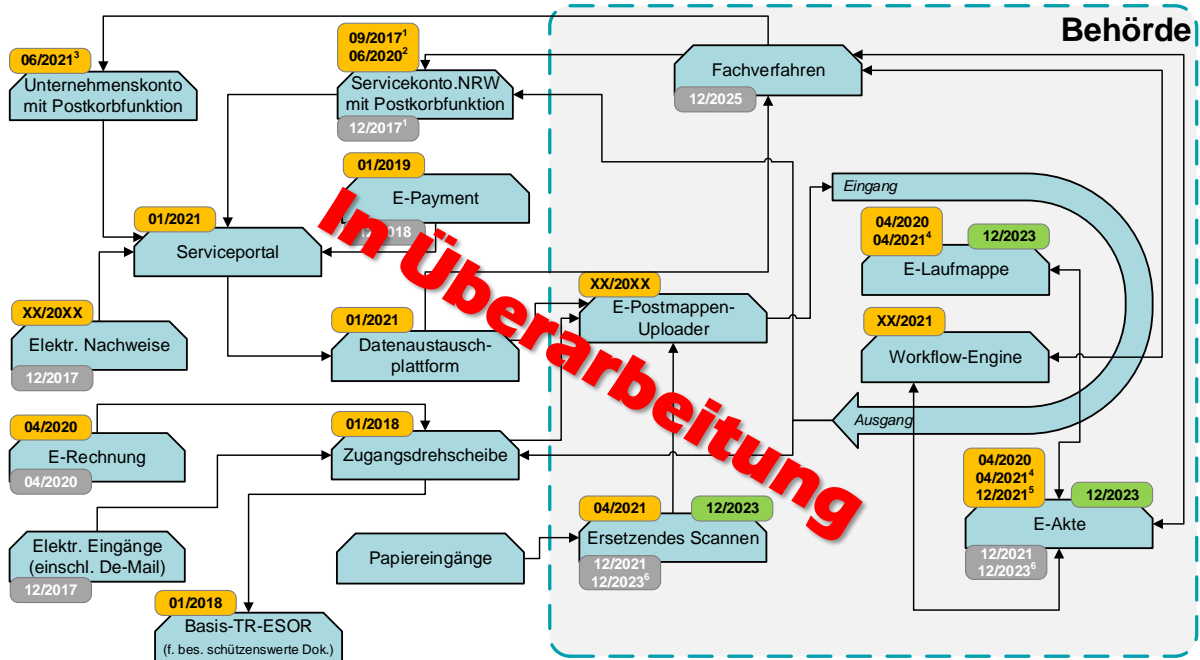 Behörde
09/2017¹
06/2020²
06/2021³
Unternehmenskonto
mit Postkorbfunktion
Servicekonto.NRW
mit Postkorbfunktion
12/2017¹
Fachverfahren
12/2025
01/2019
E-Payment
Eingang
01/2021
Serviceportal
04/2020
04/2021⁴
12/2023
E-Laufmappe
In Überarbeitung
XX/20XX
E-Postmappen-
Uploader
XX/20XX
Elektr. Nachweise
12/2017
01/2021
Datenaustausch-
plattform
XX/2021
Workflow-Engine
Ausgang
04/2020
E-Rechnung
04/2020
01/2018
Zugangsdrehscheibe
04/2020
04/2021⁴
12/2021⁵
12/2023
E-Akte
12/2021
12/2023⁶
04/2021
12/2023
Ersetzendes Scannen
12/2021
12/2023⁶
Elektr. Eingänge
(einschl. De-Mail)
12/2017
Papiereingänge
01/2018
Basis-TR-ESOR
(f. bes. schützenswerte Dok.)